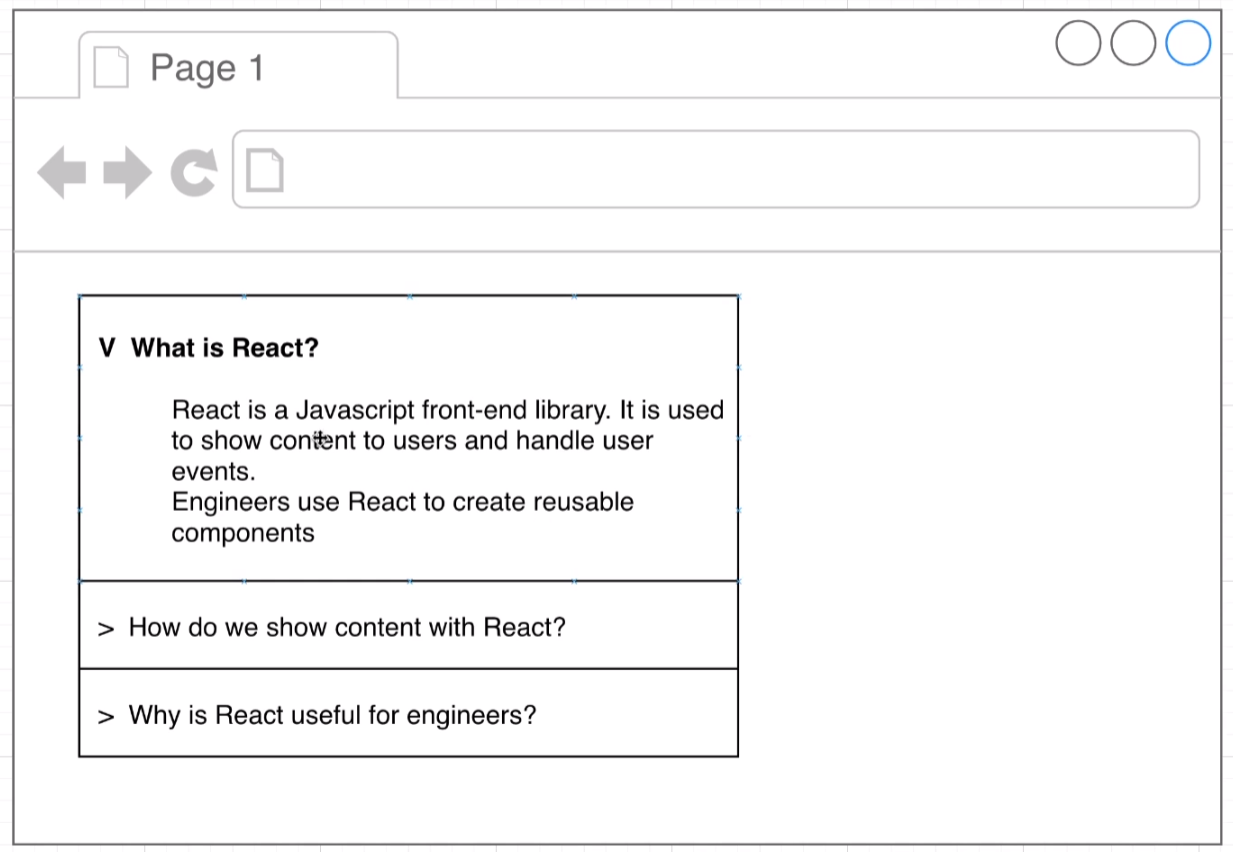 Page 1
V What is React?
React is a Javascript front-end library. It is used
to show content to users and handle user
events.
Engineers use React to create reusable
components
> How do we show content with React?
> Why is React useful for engineers?